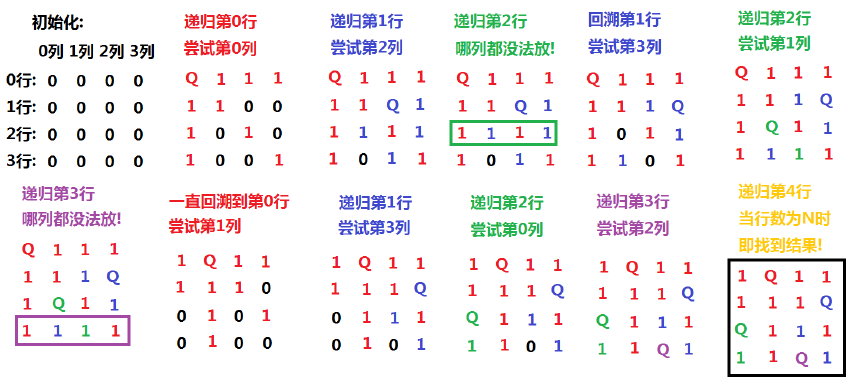 初始化:
0列 1列 2列 3列
0行: 0 0 0 0
1行: 0 0 0 0
2行: 0 0 0 0
3行: 0 0 0 0
递归第0行
尝试第0列
Q 1 1 1
1 1 0 0
1 0 1 0
1 0 0 1
递归第1行
尝试第2列
Q 1 1 1
1 1 Q 1
1 1 1 1
1 0 1 1
递归第2行
哪列都没法放!
Q 1 1 1
1 1 Q 1
1 1 1 1
1 0 1 1
回溯第1行
尝试第3列
Q 1 1 1
1 1 1 Q
1 0 1 1
1 1 0 1
递归第2行
尝试第1列
Q 1 1 1
1 1 1 Q
1 Q 1 1
1 1 1 1
递归第3行
哪列都没法放!
Q 1 1 1
1 1 1 Q
1 Q 1 1
1 1 1 1
一直回溯到第0行
尝试第1列
1 Q 1 1
1 1 1 0
0 1 0 1
0 1 0 0
递归第1行
尝试第3列
1 Q 1 1
1 1 1 Q
0 1 1 1
0 1 0 1
递归第2行
尝试第0列
1 Q 1 1
1 1 1 Q
Q 1 1 1
1 1 0 1
递归第3行
尝试第2列
1 Q 1 1
1 1 1 Q
Q 1 1 1
1 1 Q 1
递归第4行
当行数为N时
即找到结果!
1 Q 1 1
1 1 1 Q
Q 1 1 1
1 1 Q 1